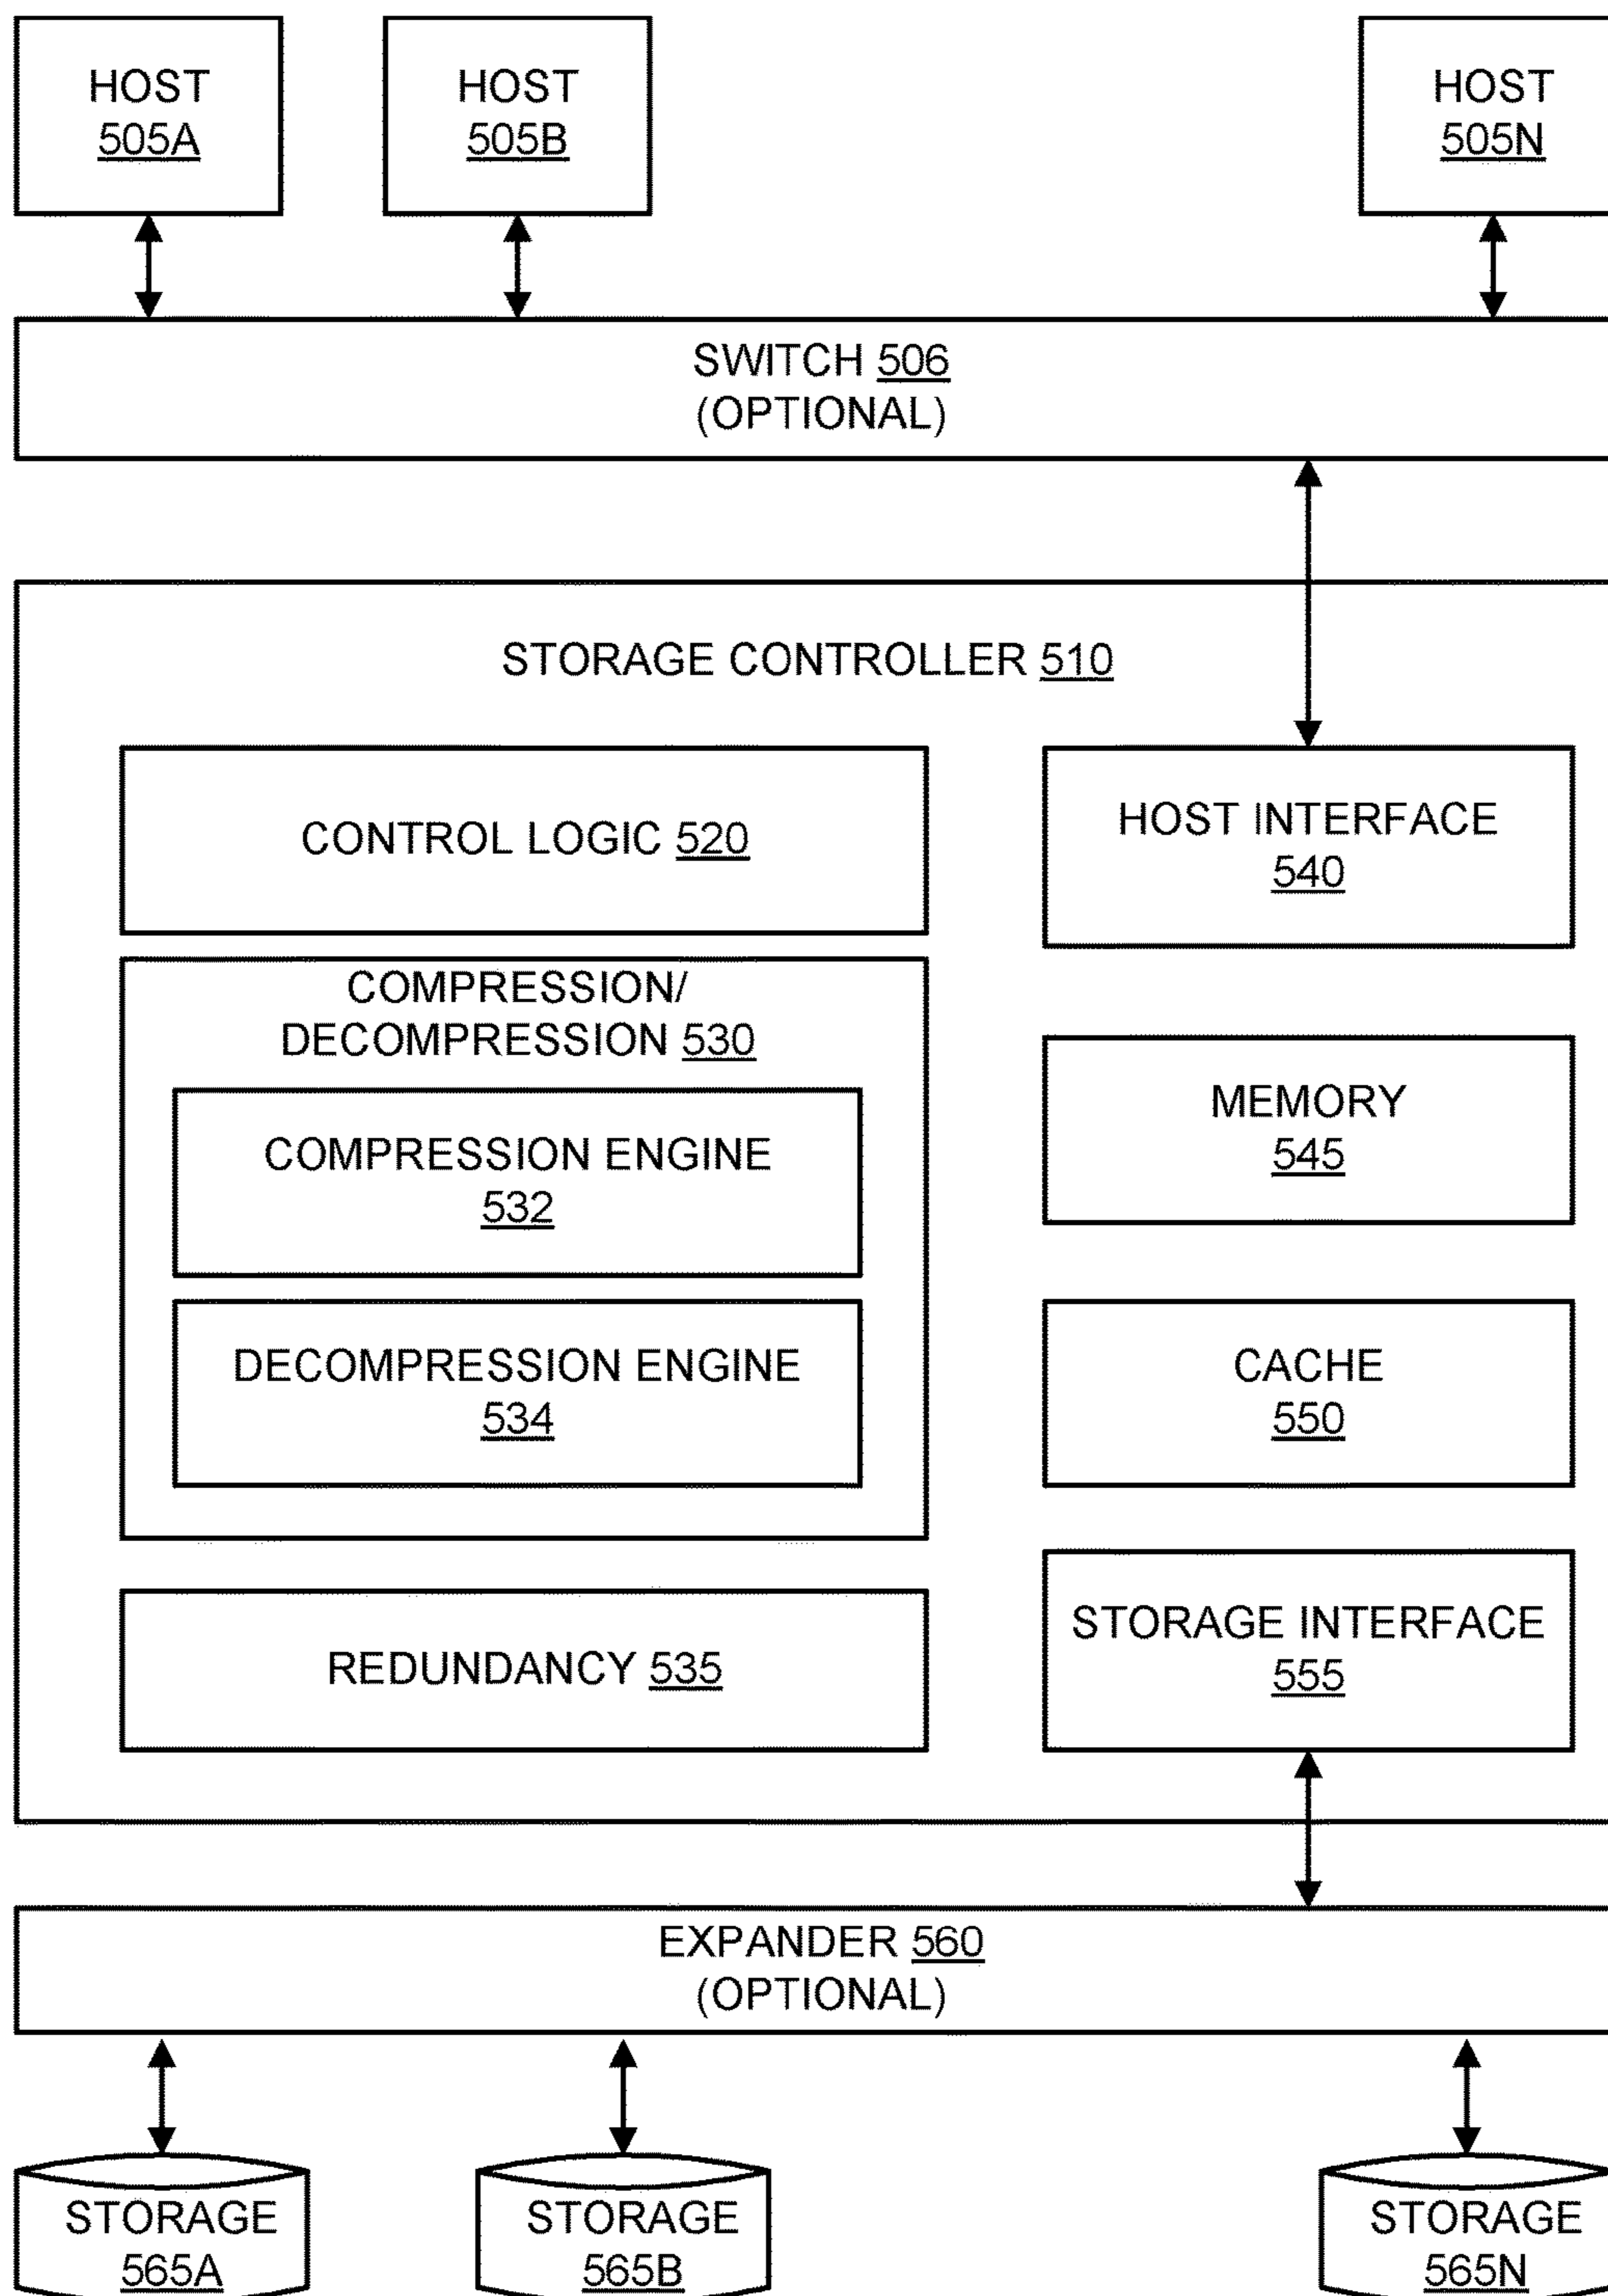 HOST
505A
HOST
505B
HOST
505N
SWITCH 506
(OPTIONAL)
STORAGE CONTROLLER 510
CONTROL LOGIC 520
COMPRESSION/
DECOMPRESSION 530
COMPRESSION ENGINE
532
DECOMPRESSION ENGINE
534
REDUNDANCY 535
HOST INTERFACE
540
MEMORY
545
CACHE
550
STORAGE INTERFACE
555
EXPANDER 560
(OPTIONAL)
STORAGE
565A
STORAGE
565B
STORAGE
565N